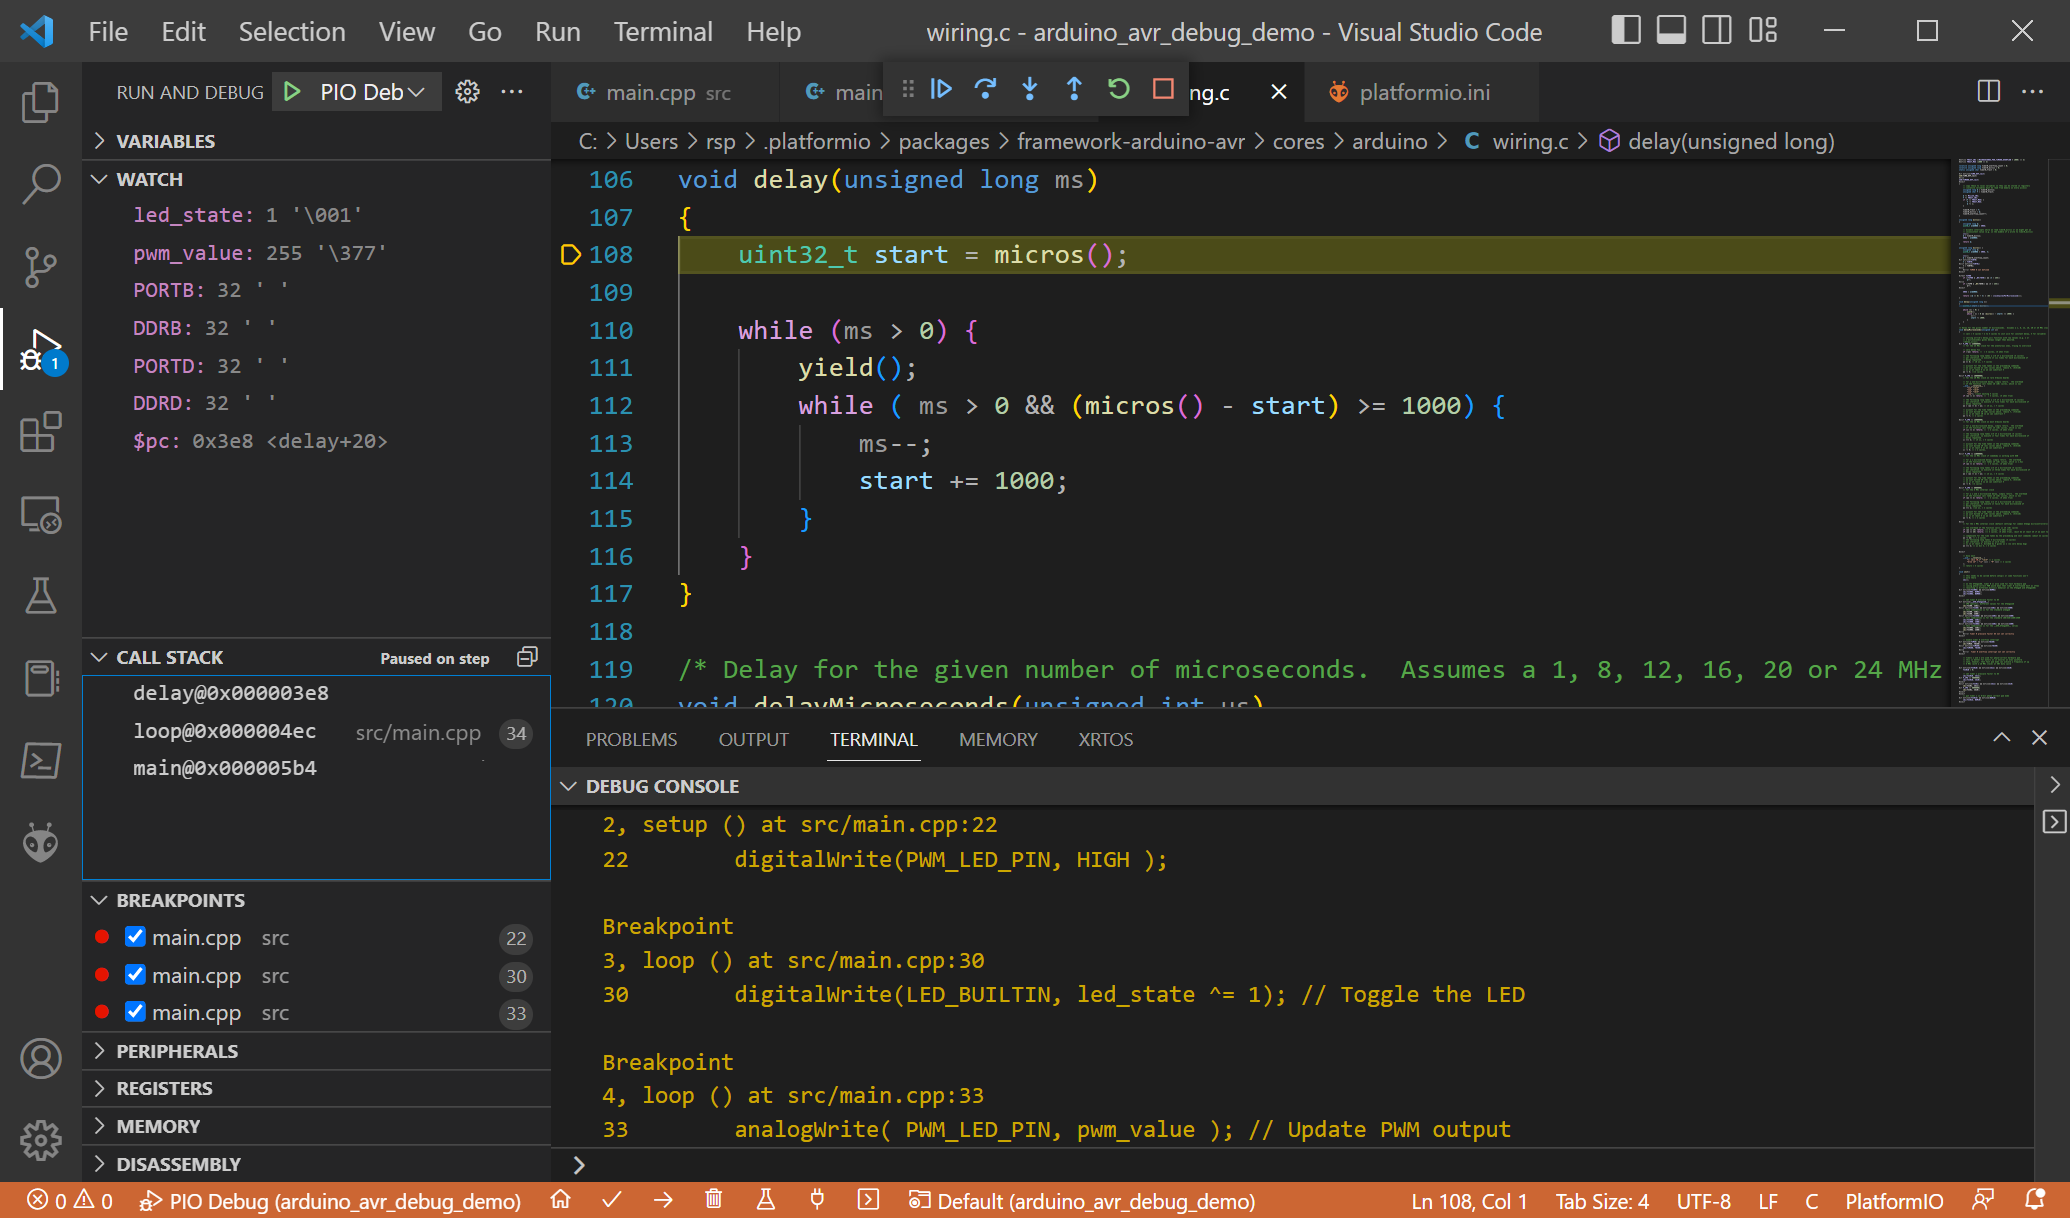 File Edit Selection View Go Run Terminal Help
wiring.c - arduino_avr_debug_demo - Visual Studio Code
RUN AND DEBUG
PIO Deb
main.cpp src
main
ng.c
platformio.ini
C: > Users > rsp > .platformio > packages > framework-arduino-avr > cores > arduino > C wiring.c > delay(unsigned long)
VARIABLES
WATCH
led_state: 1 '\001'
pwm_value: 255 '\377'
PORTB: 32 ' '
DDRB: 32 ' '
PORTD: 32 ' '
DDRD: 32 ' '
$pc: 0x3e8 <delay+20>
1
CALL STACK Paused on step
delay@0x000003e8
loop@0x000004ec src/main.cpp 34
main@0x000005b4
BREAKPOINTS
main.cpp src 22
main.cpp src 30
main.cpp src 33
PERIPHERALS
REGISTERS
MEMORY
DISASSEMBLY
106 void delay(unsigned long ms)
107 {
108 uint32_t start = micros();
109
110 while (ms > 0) {
111 yield();
112 while ( ms > 0 && (micros() - start) >= 1000) {
113 ms--;
114 start += 1000;
115 }
116 }
117 }
118
119 /* Delay for the given number of microseconds.  Assumes a 1, 8, 12, 16, 20 or 24 MHz
120 void delayMicroseconds(unsigned int us)
PROBLEMS OUTPUT TERMINAL MEMORY XRTOS
DEBUG CONSOLE
2, setup () at src/main.cpp:22
22 digitalWrite(PWM_LED_PIN, HIGH );
Breakpoint
3, loop () at src/main.cpp:30
30 digitalWrite(LED_BUILTIN, led_state ^= 1); // Toggle the LED
Breakpoint
4, loop () at src/main.cpp:33
33 analogWrite( PWM_LED_PIN, pwm_value ); // Update PWM output
>
0 0 PIO Debug (arduino_avr_debug_demo) Default (arduino_avr_debug_demo) Ln 108, Col 1 Tab Size: 4 UTF-8 LF C PlatformIO